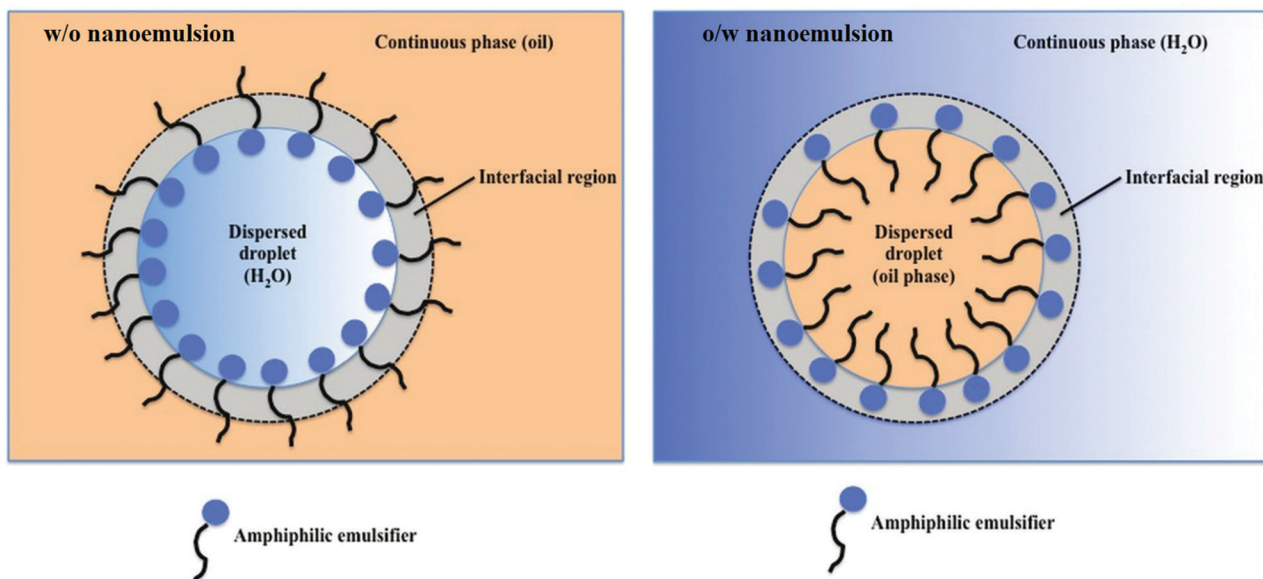 w/o nanoemulsion
Continuous phase (oil)
Interfacial region
Dispersed
droplet
(H₂O)
Amphiphilic emulsifier
o/w nanoemulsion
Continuous phase (H₂O)
Interfacial region
Dispersed
droplet
(oil phase)
Amphiphilic emulsifier